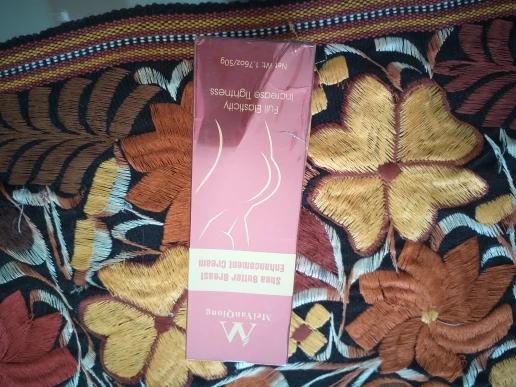 MeiYanQiong
Shea Butter Breast
Enhancement Cream
Full Elasticity
Increase Tightness
Net Wt. 1.76oz/50g